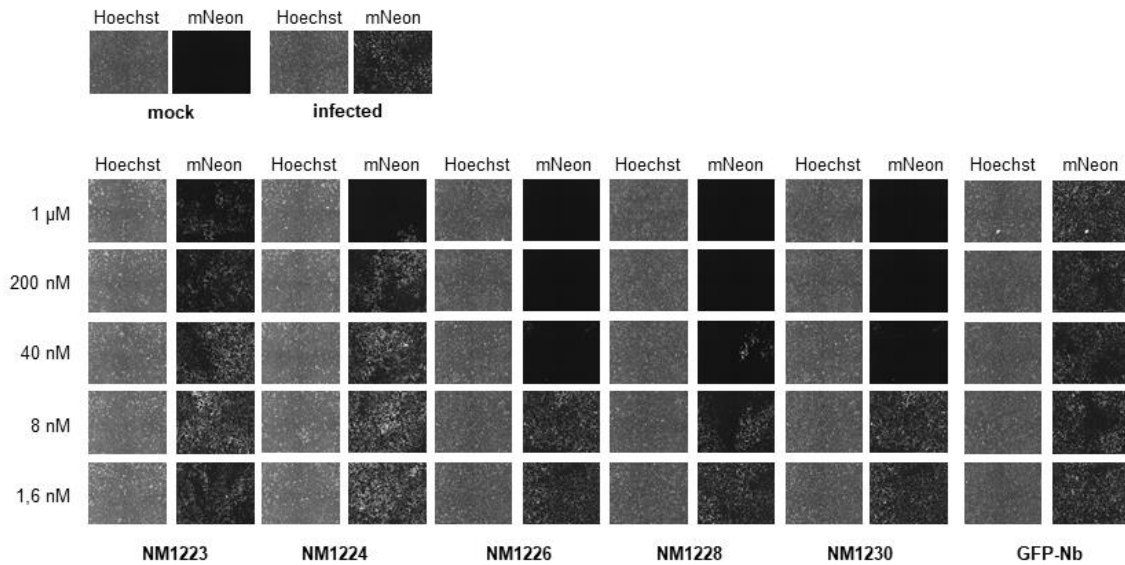 Hoechst mNeon Hoechst mNeon
mock infected
Hoechst mNeon Hoechst mNeon Hoechst mNeon Hoechst mNeon Hoechst mNeon Hoechst mNeon
1 µM
200 nM
40 nM
8 nM
1,6 nM
NM1223 NM1224 NM1226 NM1228 NM1230 GFP-Nb